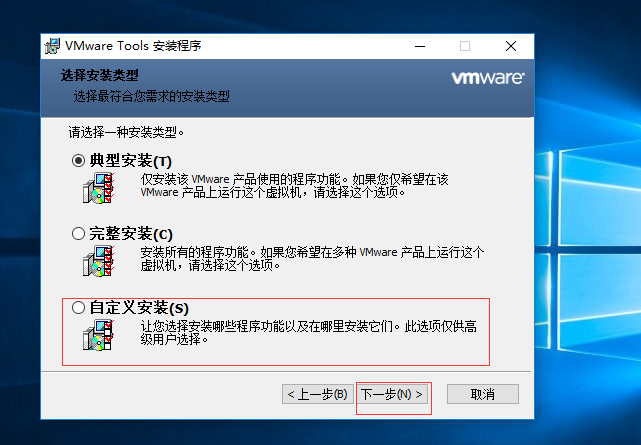 VMware Tools 安装程序
选择安装类型
选择最符合您需求的安装类型
vmware®
请选择一种安装类型。
典型安装(T)
仅安装该 VMware 产品使用的程序功能。如果您仅希望在该
VMware 产品上运行这个虚拟机，请选择这个选项。
完整安装(C)
安装所有的程序功能。如果您希望在多种 VMware 产品上运行这个
虚拟机，请选择这个选项。
自定义安装(S)
让您选择安装哪些程序功能以及在哪里安装它们。此选项仅供高
级用户选择。
< 上一步(B) 下一步(N) > 取消